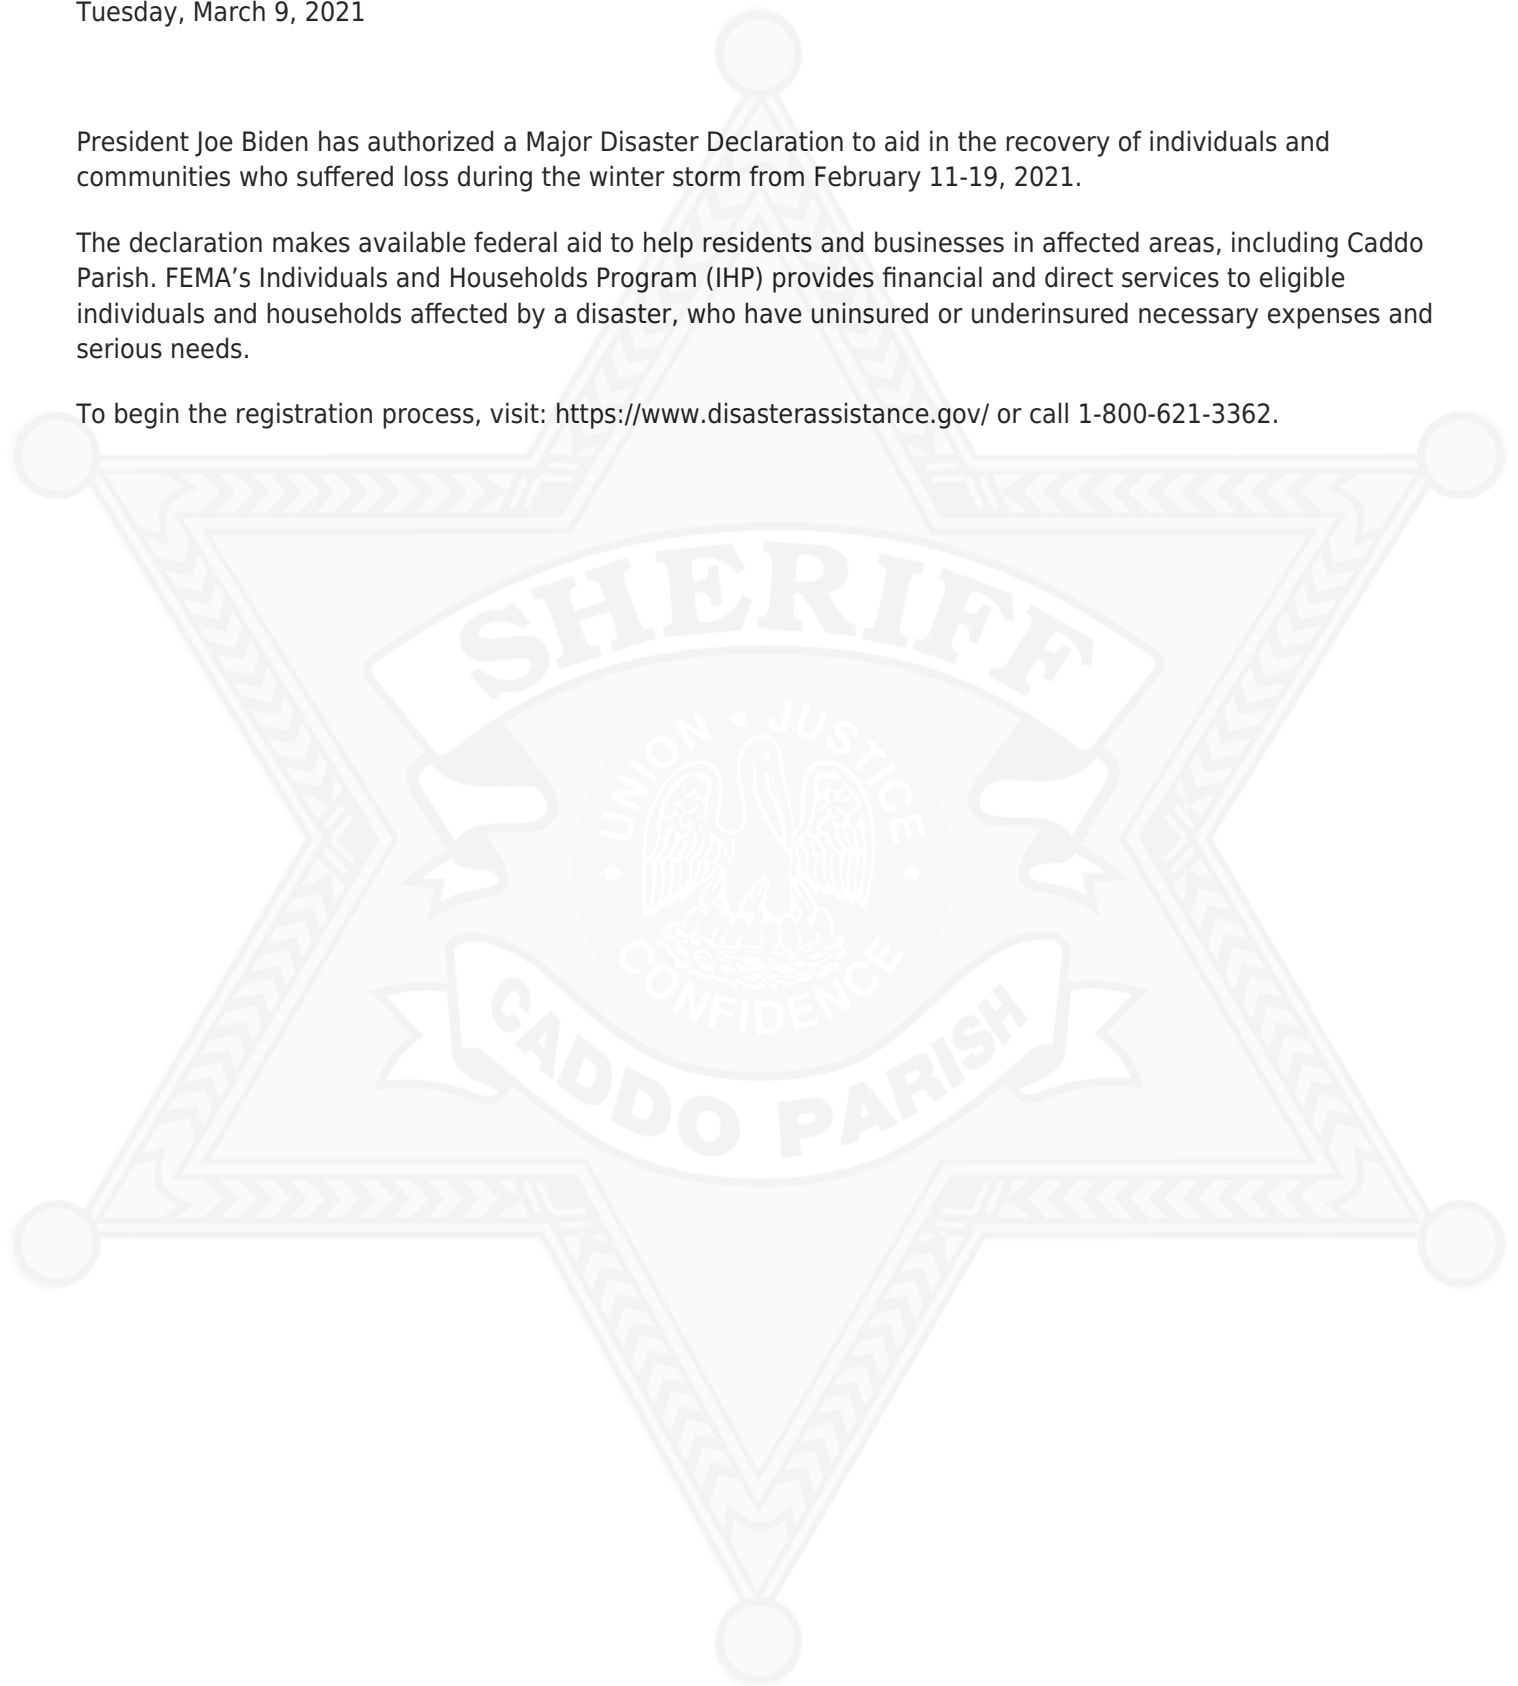 Tuesday, March 9, 2021
President Joe Biden has authorized a Major Disaster Declaration to aid in the recovery of individuals and
communities who suffered loss during the winter storm from February 11-19, 2021.
The declaration makes available federal aid to help residents and businesses in affected areas, including Caddo
Parish. FEMA’s Individuals and Households Program (IHP) provides financial and direct services to eligible
individuals and households affected by a disaster, who have uninsured or underinsured necessary expenses and
serious needs.
To begin the registration process, visit: https://www.disasterassistance.gov/ or call 1-800-621-3362.
SHERIFF
UNION • JUSTICE
• CONFIDENCE •
CADDO PARISH